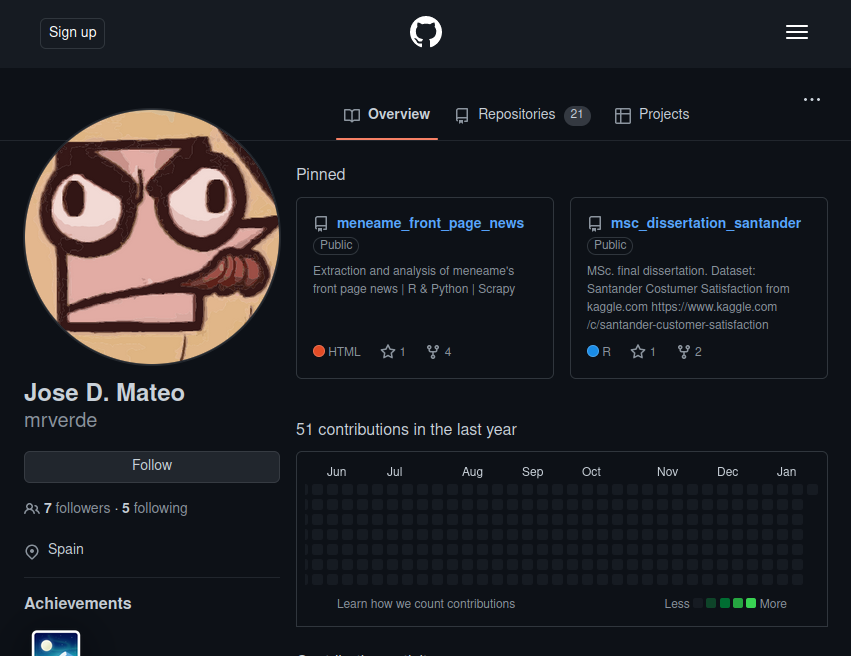 Sign up
Overview
Repositories 21
Projects
Pinned
meneame_front_page_news
Public
Extraction and analysis of meneame's
front page news | R & Python | Scrapy
HTML 1 4
msc_dissertation_santander
Public
MSc. final dissertation. Dataset:
Santander Costumer Satisfaction from
kaggle.com https://www.kaggle.com
/c/santander-customer-satisfaction
R 1 2
Jose D. Mateo
mrverde
Follow
7 followers · 5 following
Spain
Achievements
51 contributions in the last year
Jun Jul Aug Sep Oct Nov Dec Jan
Learn how we count contributions
Less More